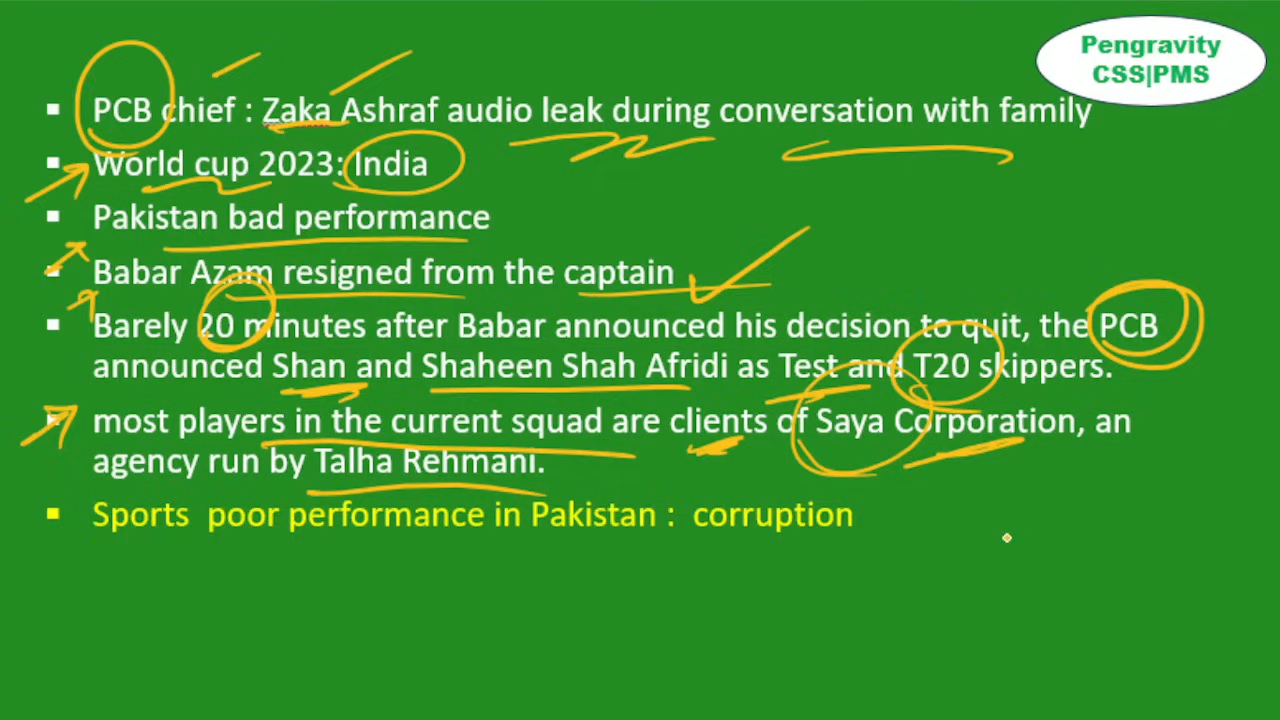 Pengravity
CSS|PMS
▪ PCB chief : Zaka Ashraf audio leak during conversation with family
▪ World cup 2023: India
▪ Pakistan bad performance
▪ Babar Azam resigned from the captain
▪ Barely 20 minutes after Babar announced his decision to quit, the PCB
announced Shan and Shaheen Shah Afridi as Test and T20 skippers.
▪ most players in the current squad are clients of Saya Corporation, an
agency run by Talha Rehmani.
▪ Sports poor performance in Pakistan : corruption